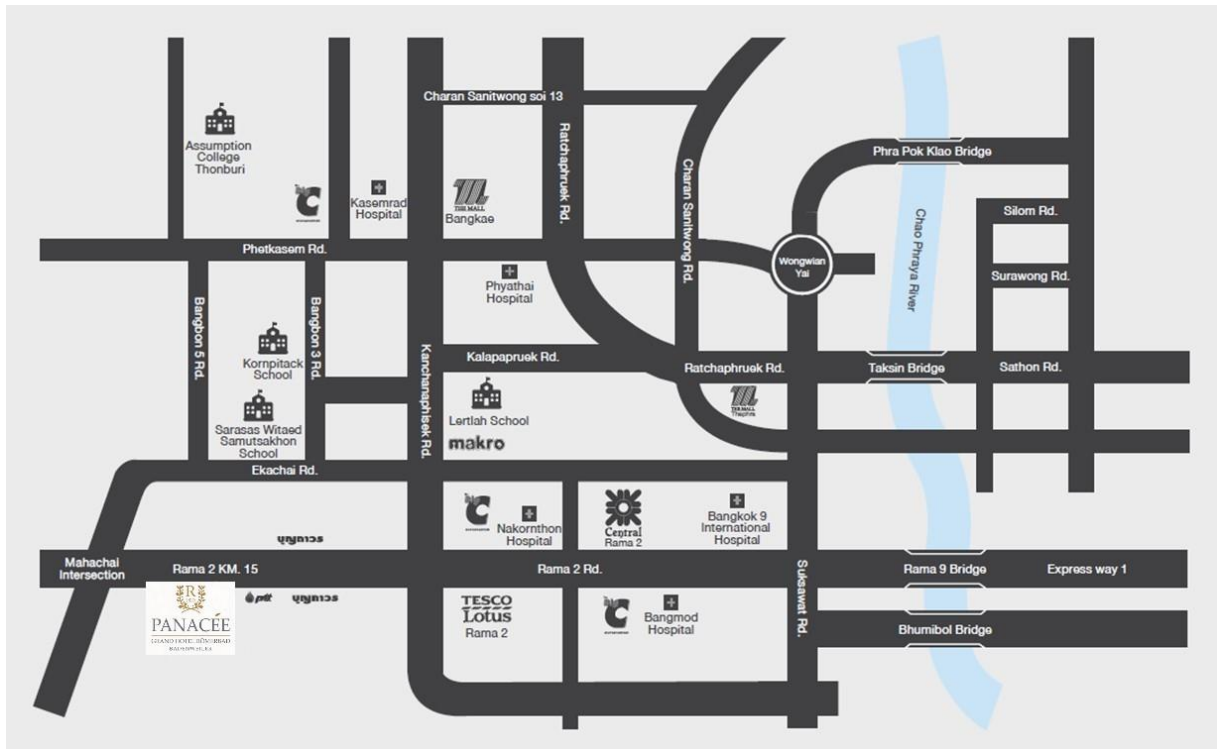 Charan Sanitwong soi 13
Ratchaphruek Rd.
Assumption
College
Thonburi
Phra Pok Klao Bridge
Charan Sanitwong Rd.
Kasemrad
Hospital
THE MALL
Bangkae
Silom Rd.
Chao Phraya River
Phetkasem Rd.
Wongwian
Yai
Surawong Rd.
Phyathai
Hospital
Bangbon 5 Rd.
Bangbon 3 Rd.
Kanchanaphisek Rd.
Kornpitack
School
Kalapapruek Rd.
Ratchaphruek Rd.
Taksin Bridge
Sathon Rd.
THE MALL
Thaphra
Lertlah School
makro
Sarasas Witaed
Samutsakhon
School
Ekachai Rd.
Nakornthon
Hospital
Central
Rama 2
Bangkok 9
International
Hospital
บุญถาวร
Mahachai
Intersection
Rama 2 KM. 15
Rama 2 Rd.
Suksawat Rd.
Rama 9 Bridge
Express way 1
R
PANACÉE
GRAND HOTEL RÖMERBAD
ptt
บุญถาวร
TESCO
Lotus
Rama 2
Bangmod
Hospital
Bhumibol Bridge